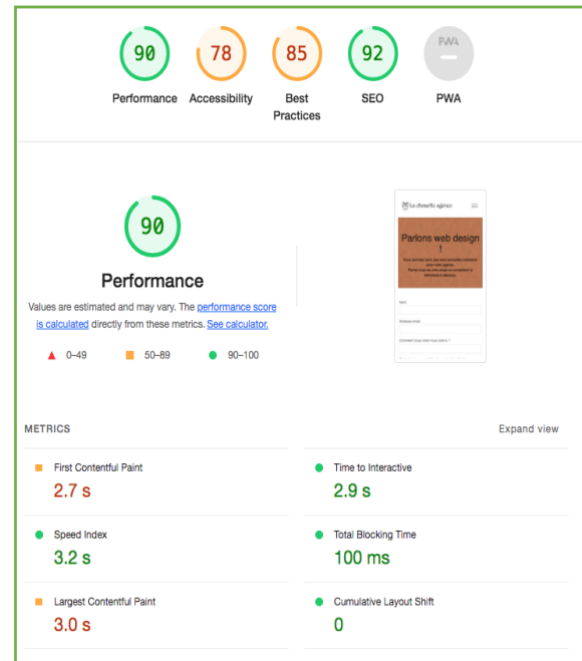 90
78
85
92
PWA
Performance
Accessibility
Best
Practices
SEO
PWA
90
Performance
Values are estimated and may vary. The performance score
is calculated directly from these metrics. See calculator.
0–49
50–89
90–100
La chouette agence
Parlons web design
!
METRICS
Expand view
First Contentful Paint
2.7 s
Time to Interactive
2.9 s
Speed Index
3.2 s
Total Blocking Time
100 ms
Largest Contentful Paint
3.0 s
Cumulative Layout Shift
0